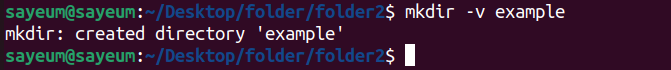 sayeum@sayeum:~/Desktop/folder/folder2$ mkdir -v example
mkdir: created directory 'example'
sayeum@sayeum:~/Desktop/folder/folder2$